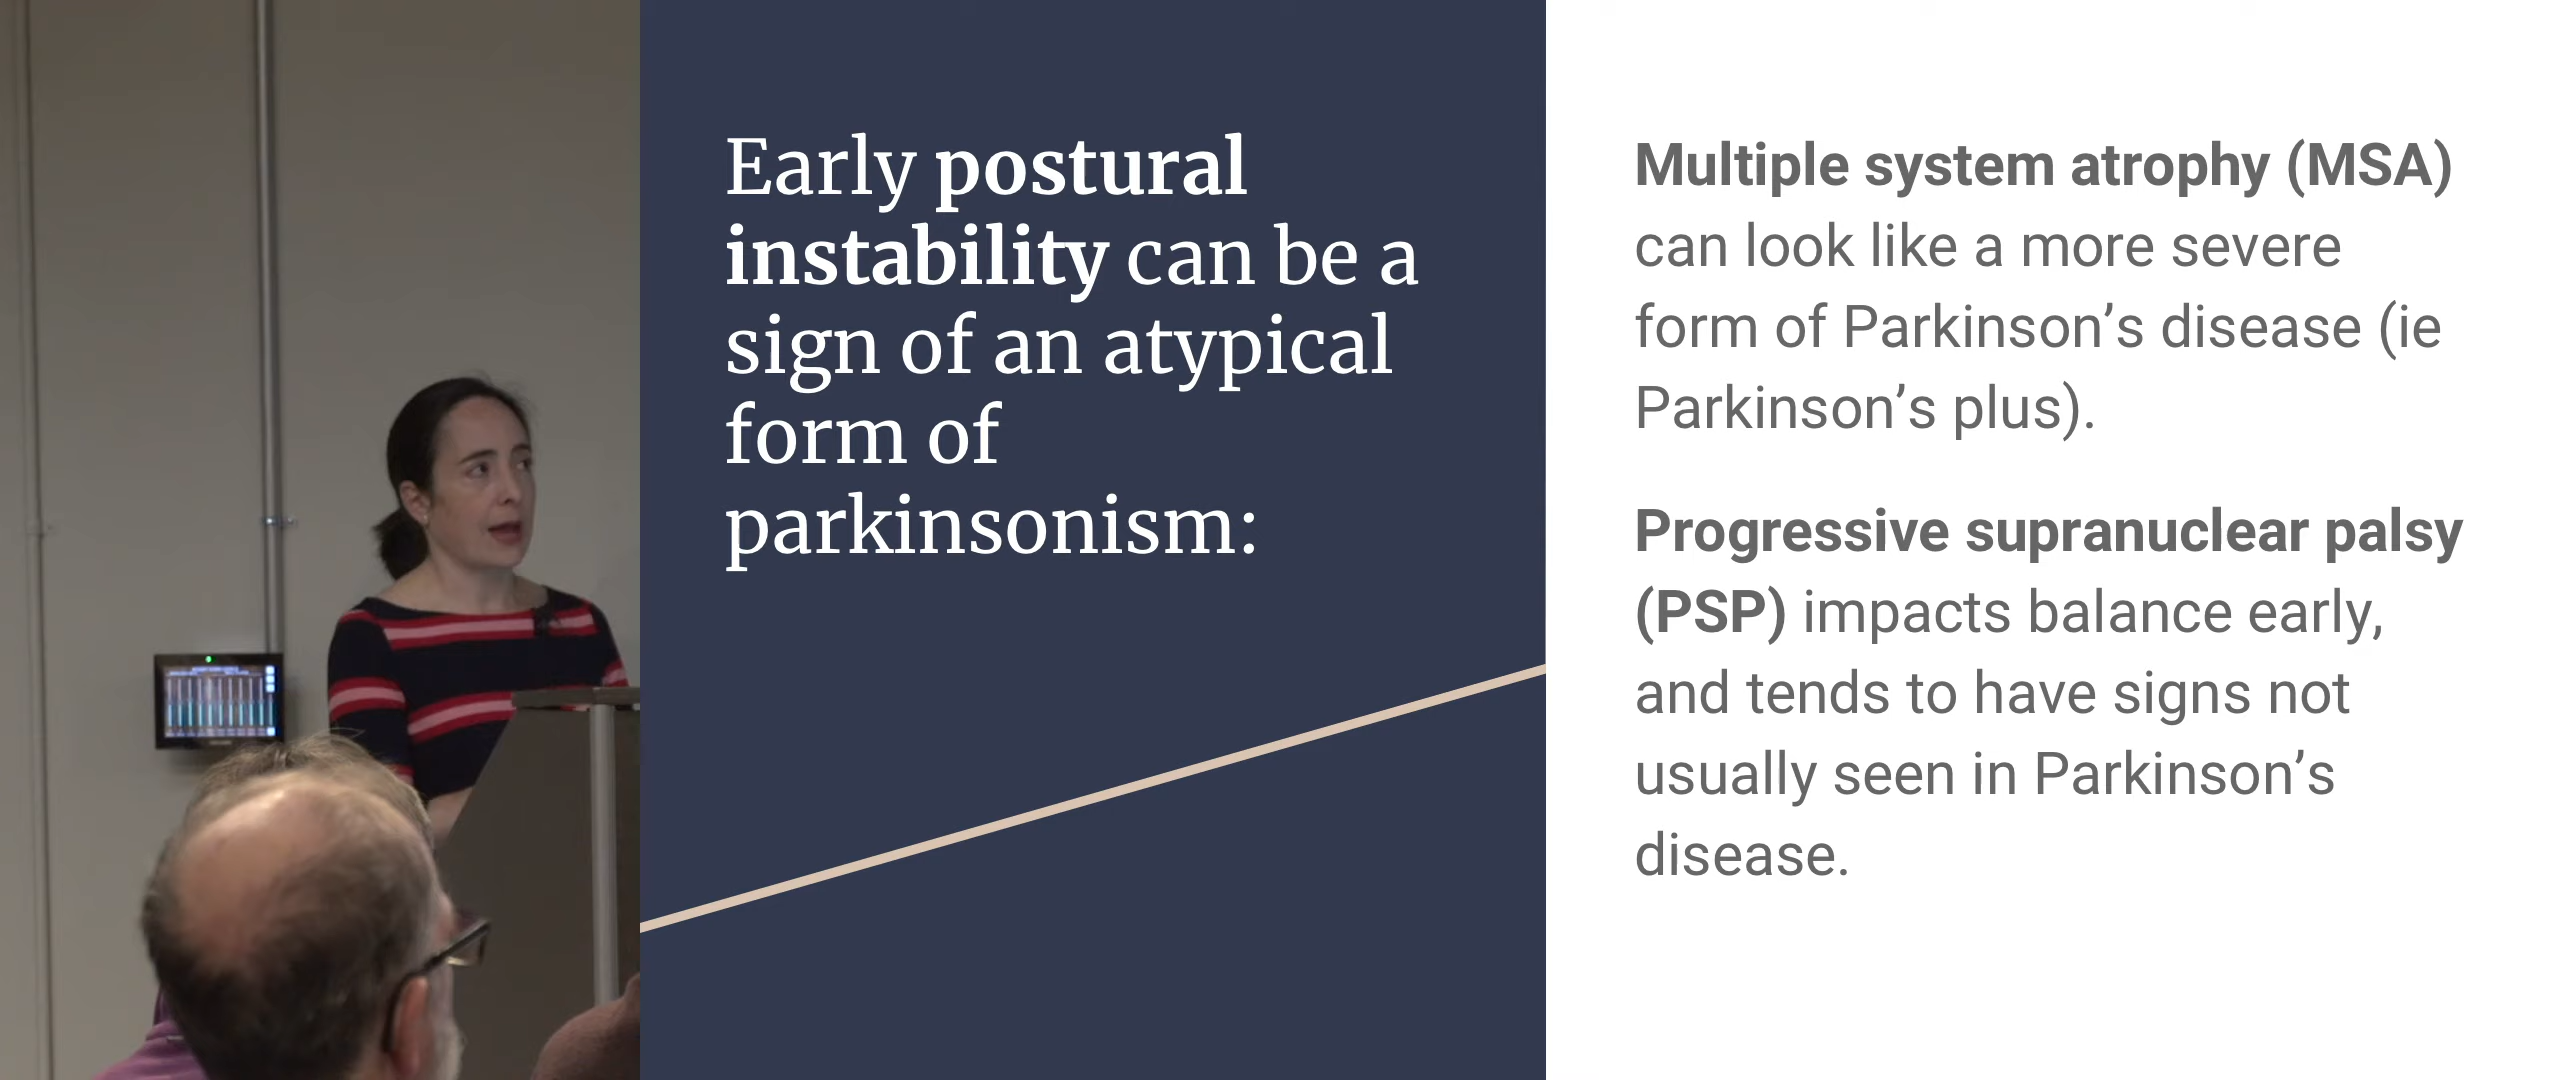 Early postural
instability can be a
sign of an atypical
form of
parkinsonism:
Multiple system atrophy (MSA)
can look like a more severe
form of Parkinson’s disease (ie
Parkinson’s plus).
Progressive supranuclear palsy
(PSP) impacts balance early,
and tends to have signs not
usually seen in Parkinson’s
disease.